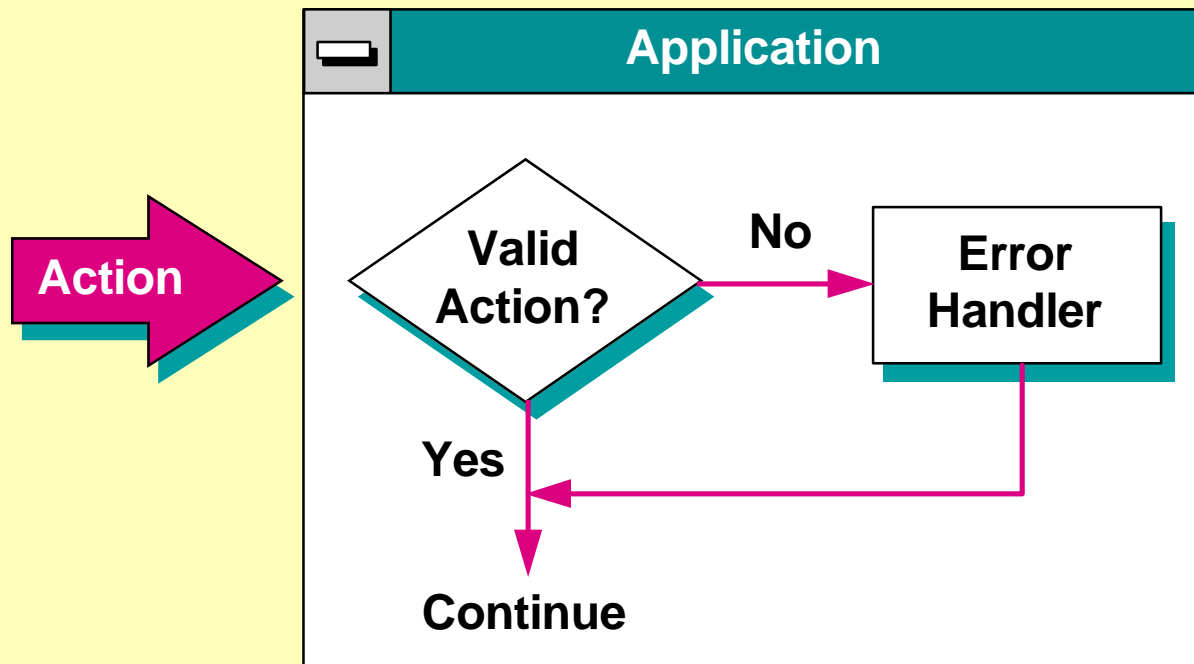 Application
Action
Valid
Action?
No
Error
Handler
Yes
Continue